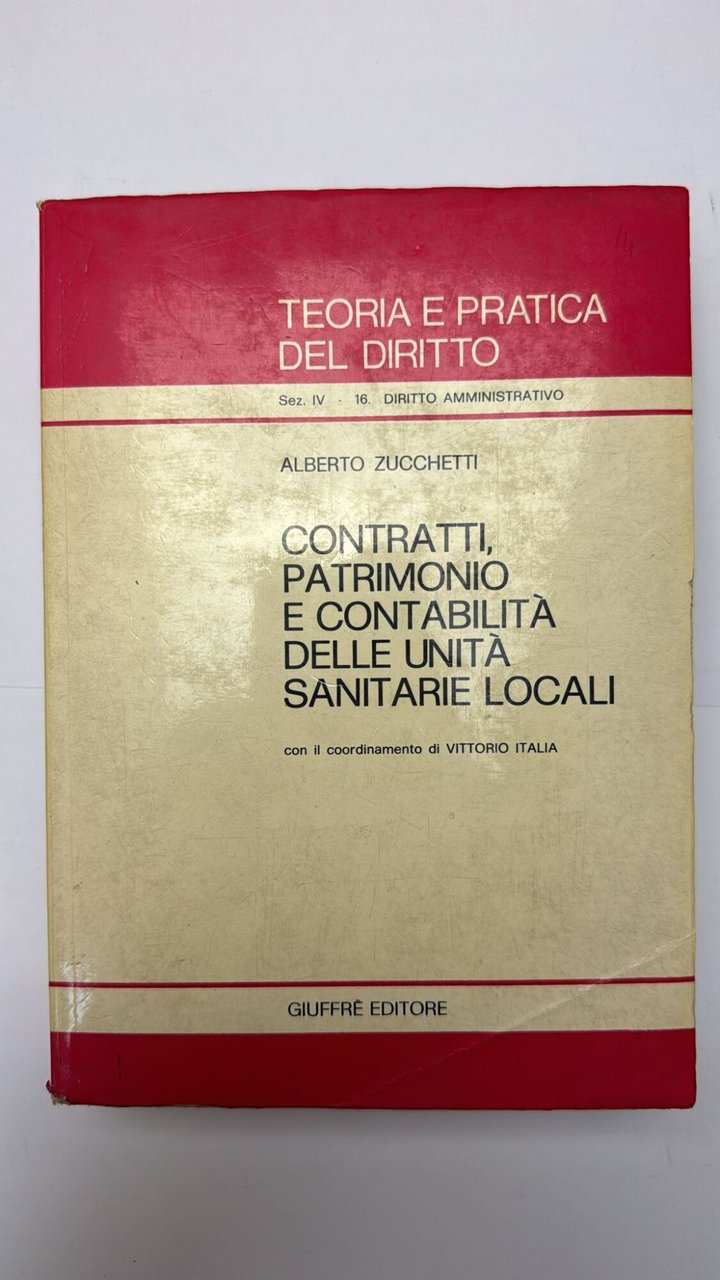 TEORIA E PRATICA
DEL DIRITTO
Sez. IV - 16. DIRITTO AMMINISTRATIVO
ALBERTO ZUCCHETTI
CONTRATTI,
PATRIMONIO
E CONTABILITÀ
DELLE UNITÀ
SANITARIE LOCALI
con il coordinamento di VITTORIO ITALIA
GIUFFRÈ EDITORE